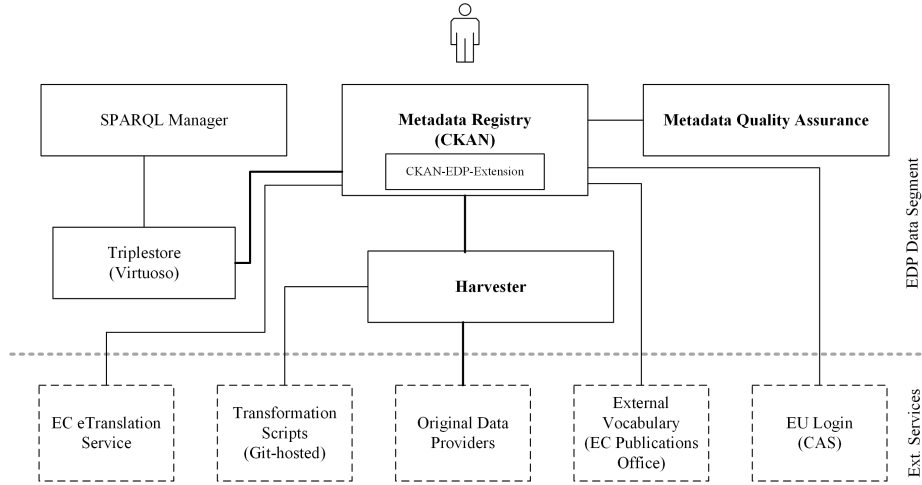 SPARQL Manager
Metadata Registry
(CKAN)
CKAN-EDP-Extension
Metadata Quality Assurance
Triplestore
(Virtuoso)
Harvester
EDP Data Segment
EC eTranslation
Service
Transformation
Scripts
(Git-hosted)
Original Data
Providers
External
Vocabulary
(EC Publications
Office)
EU Login
(CAS)
Ext. Services